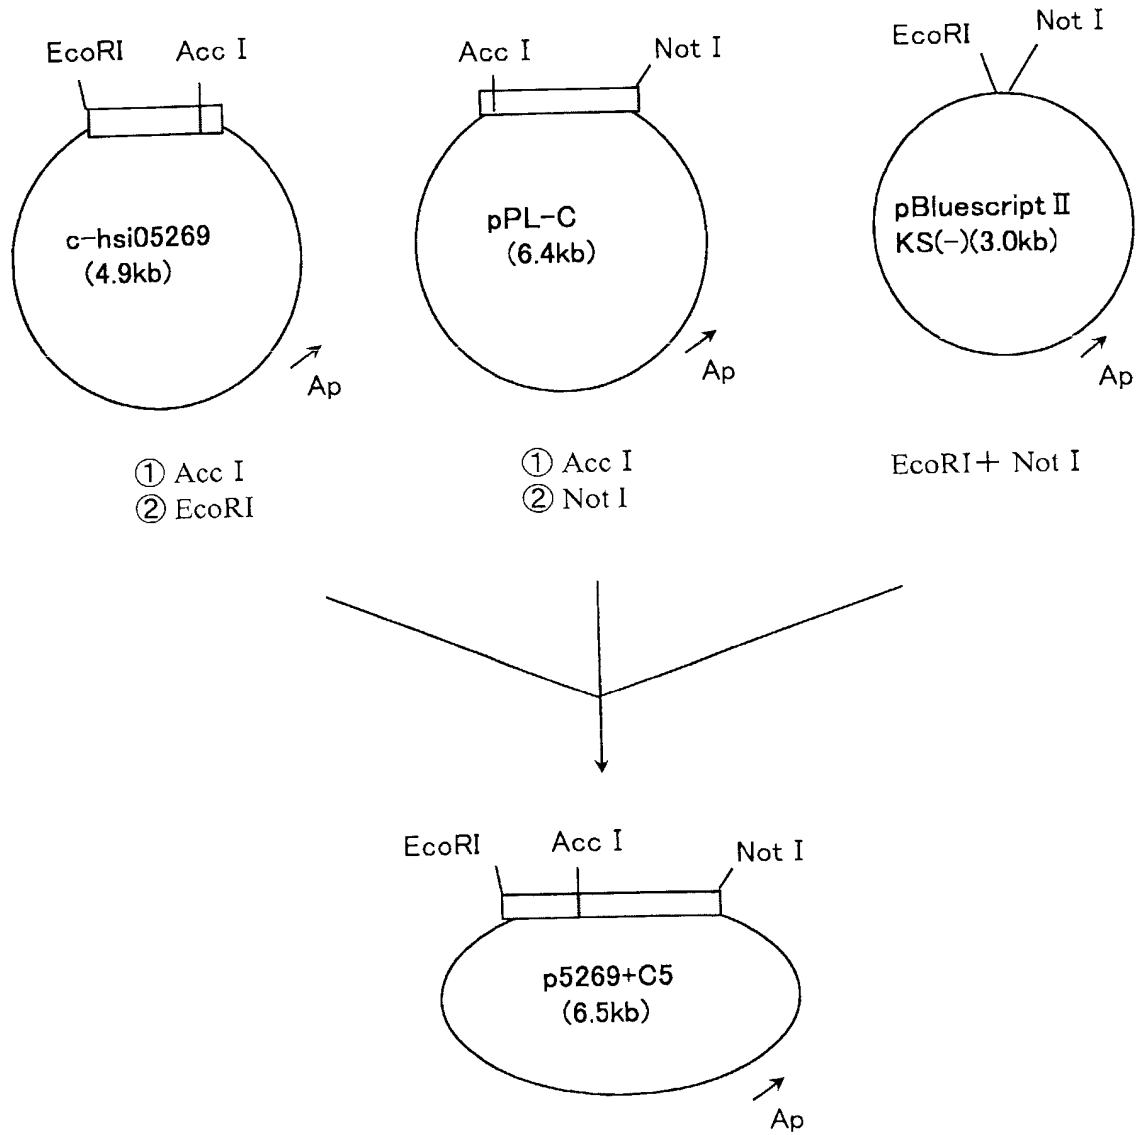 EcoRI
Acc I
c-hsi05269
(4.9kb)
Ap
① Acc I
② EcoRI
Acc I
Not I
pPL-C
(6.4kb)
Ap
① Acc I
② Not I
EcoRI
Not I
pBluescript Ⅱ
KS(-)(3.0kb)
Ap
EcoRI+ Not I
EcoRI
Acc I
Not I
p5269+C5
(6.5kb)
Ap